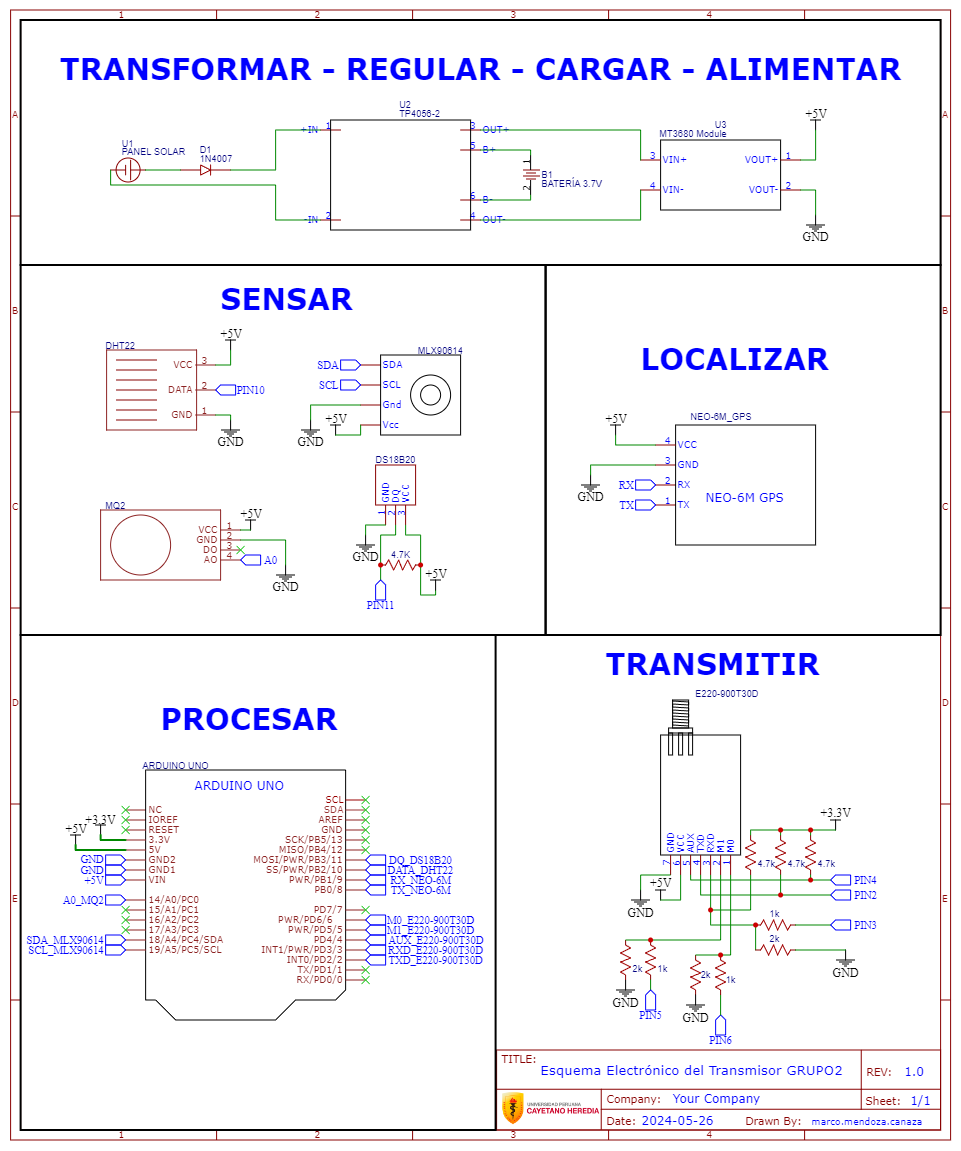 1 2 3 4
TRANSFORMAR - REGULAR - CARGAR - ALIMENTAR
A A
U1
PANEL SOLAR
D1
1N4007
U2
TP4056-2
+IN 1
-IN 2
3 OUT+
5 B+
6 B-
4 OUT-
1
2
B1
BATERÍA 3.7V
U3
MT3680 Module
3 VIN+
4 VIN-
VOUT+ 1
VOUT- 2
+5V
GND
B B
SENSAR
DHT22
VCC 3
DATA 2
GND 1
+5V
PIN10
GND
MLX90614
SDA SDA
SCL SCL
Gnd
Vcc
+5V
GND
C C
MQ2
VCC 1
GND 2
DO 3
AO 4
+5V
A0
GND
DS18B20
GND
DQ
VCC
1 2 3
GND
4.7K
+5V
PIN11
LOCALIZAR
NEO-6M_GPS
+5V
4 VCC
3 GND
RX 2 RX
TX 1 TX
NEO-6M GPS
GND
D D
PROCESAR
ARDUINO UNO
ARDUINO UNO
NC
IOREF
RESET
+3.3V
3.3V
+5V
5V
GND GND2
GND GND1
+5V VIN
A0_MQ2 14/A0/PC0
15/A1/PC1
16/A2/PC2
17/A3/PC3
SDA_MLX90614 18/A4/PC4/SDA
SCL_MLX90614 19/A5/PC5/SCL
SCL
SDA
AREF
GND
SCK/PB5/13
MISO/PB4/12
MOSI/PWR/PB3/11 DQ_DS18B20
SS/PWR/PB2/10 DATA_DHT22
PWR/PB1/9 RX_NEO-6M
PB0/8 TX_NEO-6M
PD7/7
PWR/PD6/6 M0_E220-900T30D
PWR/PD5/5 M1_E220-900T30D
PD4/4 AUX_E220-900T30D
INT1/PWR/PD3/3 RXD_E220-900T30D
INT0/PD2/2 TXD_E220-900T30D
TX/PD1/1
RX/PD0/0
E E
TRANSMITIR
E220-900T30D
GND
VCC
AUX
TXD
RXD
M1
M0
7 6 5 4 3 2 1
+3.3V
4.7k 4.7k 4.7k
PIN4
PIN2
PIN3
+5V
GND
1k
2k
GND
2k 1k
GND
PIN5
2k 1k
GND
PIN6
TITLE:
Esquema Electrónico del Transmisor GRUPO2
REV: 1.0
UNIVERSIDAD PERUANA
CAYETANO HEREDIA
Company: Your Company
Sheet: 1/1
Date: 2024-05-26
Drawn By: marco.mendoza.canaza
1 2 3 4